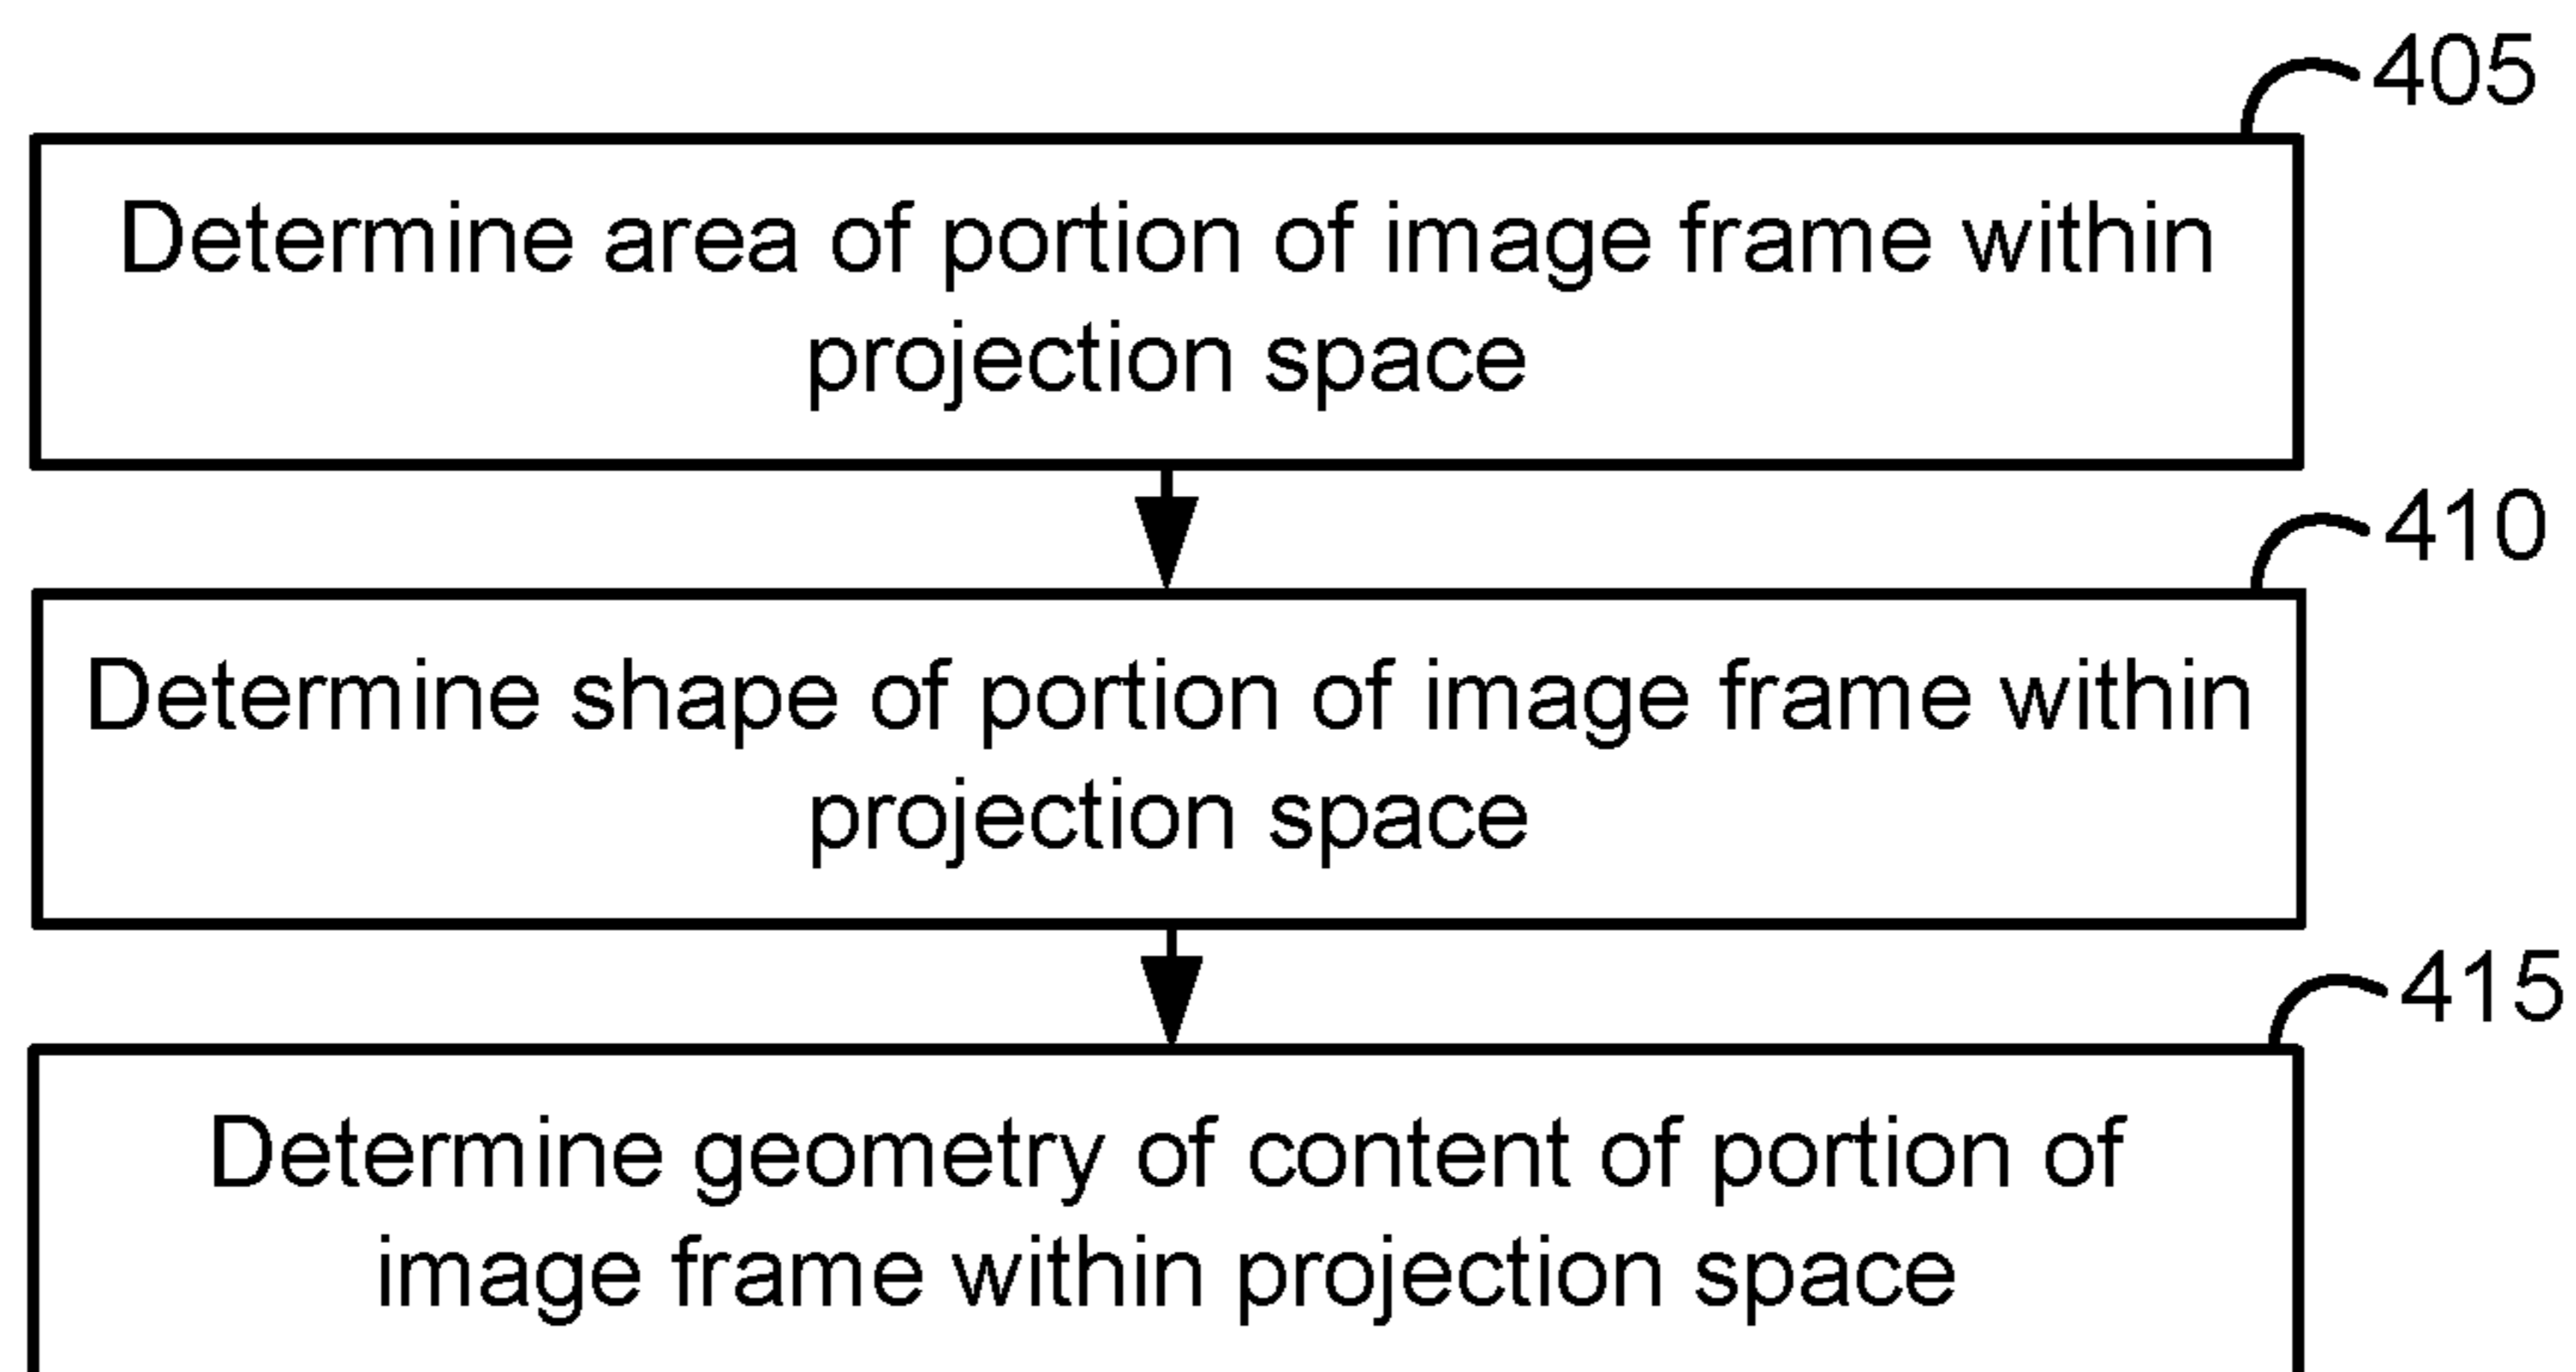 405
Determine area of portion of image frame within
projection space
410
Determine shape of portion of image frame within
projection space
415
Determine geometry of content of portion of
image frame within projection space